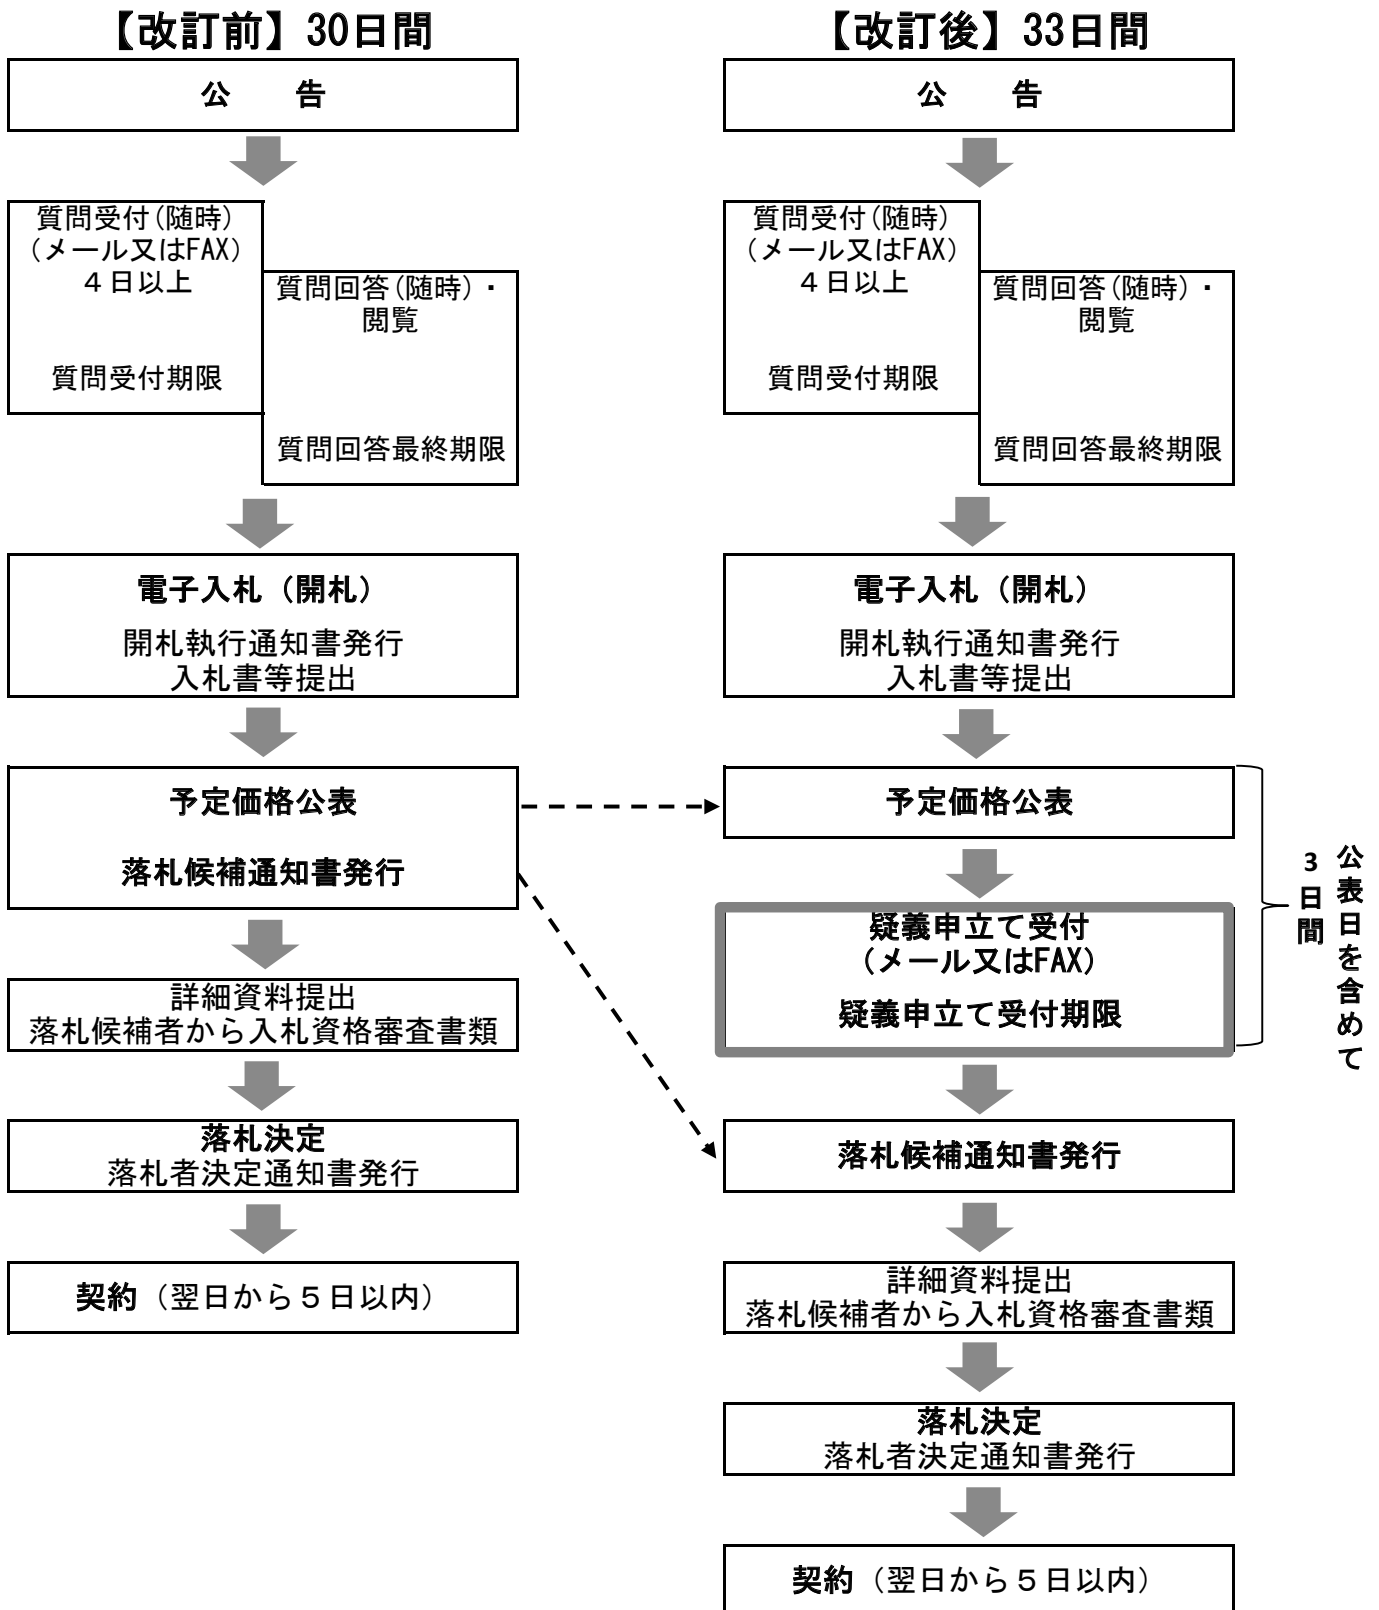 【改訂前】30日間
公　　告
質問受付(随時)
(メール又はFAX)
４日以上
質問受付期限
質問回答(随時)・
閲覧
質問回答最終期限
電子入札（開札）
開札執行通知書発行
入札書等提出
予定価格公表
落札候補通知書発行
詳細資料提出
落札候補者から入札資格審査書類
落札決定
落札者決定通知書発行
契約（翌日から５日以内）
【改訂後】33日間
公　　告
質問受付(随時)
(メール又はFAX)
４日以上
質問受付期限
質問回答(随時)・
閲覧
質問回答最終期限
電子入札（開札）
開札執行通知書発行
入札書等提出
予定価格公表
疑義申立て受付
(メール又はFAX)
疑義申立て受付期限
公表日を含めて
3日間
落札候補通知書発行
詳細資料提出
落札候補者から入札資格審査書類
落札決定
落札者決定通知書発行
契約（翌日から５日以内）